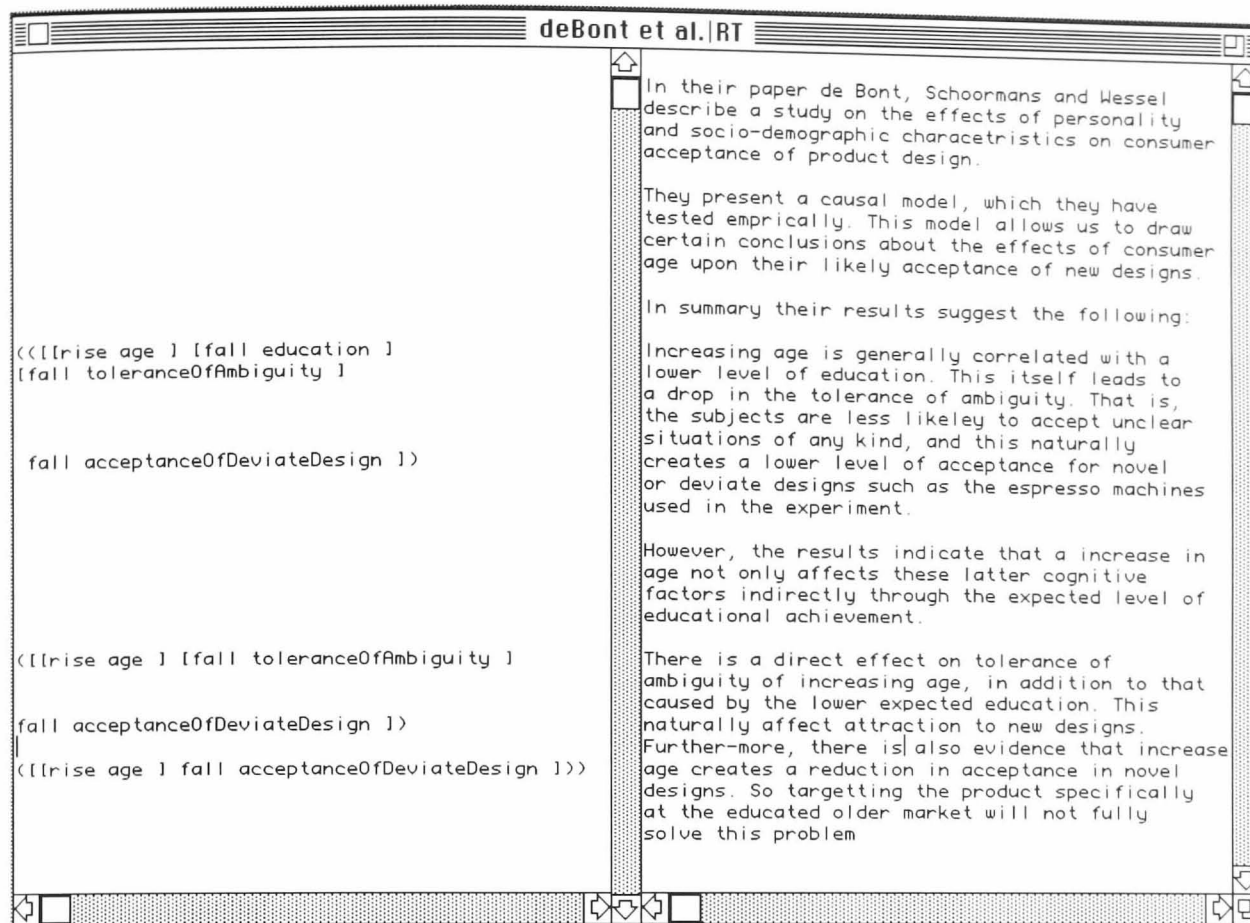 deBont et al.|RT
(([[rise age ] [fall education ]
[fall toleranceOfAmbiguity ]
fall acceptanceOfDeviateDesign ])
([[rise age ] [fall toleranceOfAmbiguity ]
fall acceptanceOfDeviateDesign ])
([[rise age ] fall acceptanceOfDeviateDesign ]))
In their paper de Bont, Schoormans and Wessel
describe a study on the effects of personality
and socio-demographic characetristics on consumer
acceptance of product design.
They present a causal model, which they have
tested emprically. This model allows us to draw
certain conclusions about the effects of consumer
age upon their likely acceptance of new designs.
In summary their results suggest the following:
Increasing age is generally correlated with a
lower level of education. This itself leads to
a drop in the tolerance of ambiguity. That is,
the subjects are less likeley to accept unclear
situations of any kind, and this naturally
creates a lower level of acceptance for novel
or deviate designs such as the espresso machines
used in the experiment.
However, the results indicate that a increase in
age not only affects these latter cognitive
factors indirectly through the expected level of
educational achievement.
There is a direct effect on tolerance of
ambiguity of increasing age, in addition to that
caused by the lower expected education. This
naturally affect attraction to new designs.
Further-more, there is also evidence that increase
age creates a reduction in acceptance in novel
designs. So targetting the product specifically
at the educated older market will not fully
solve this problem